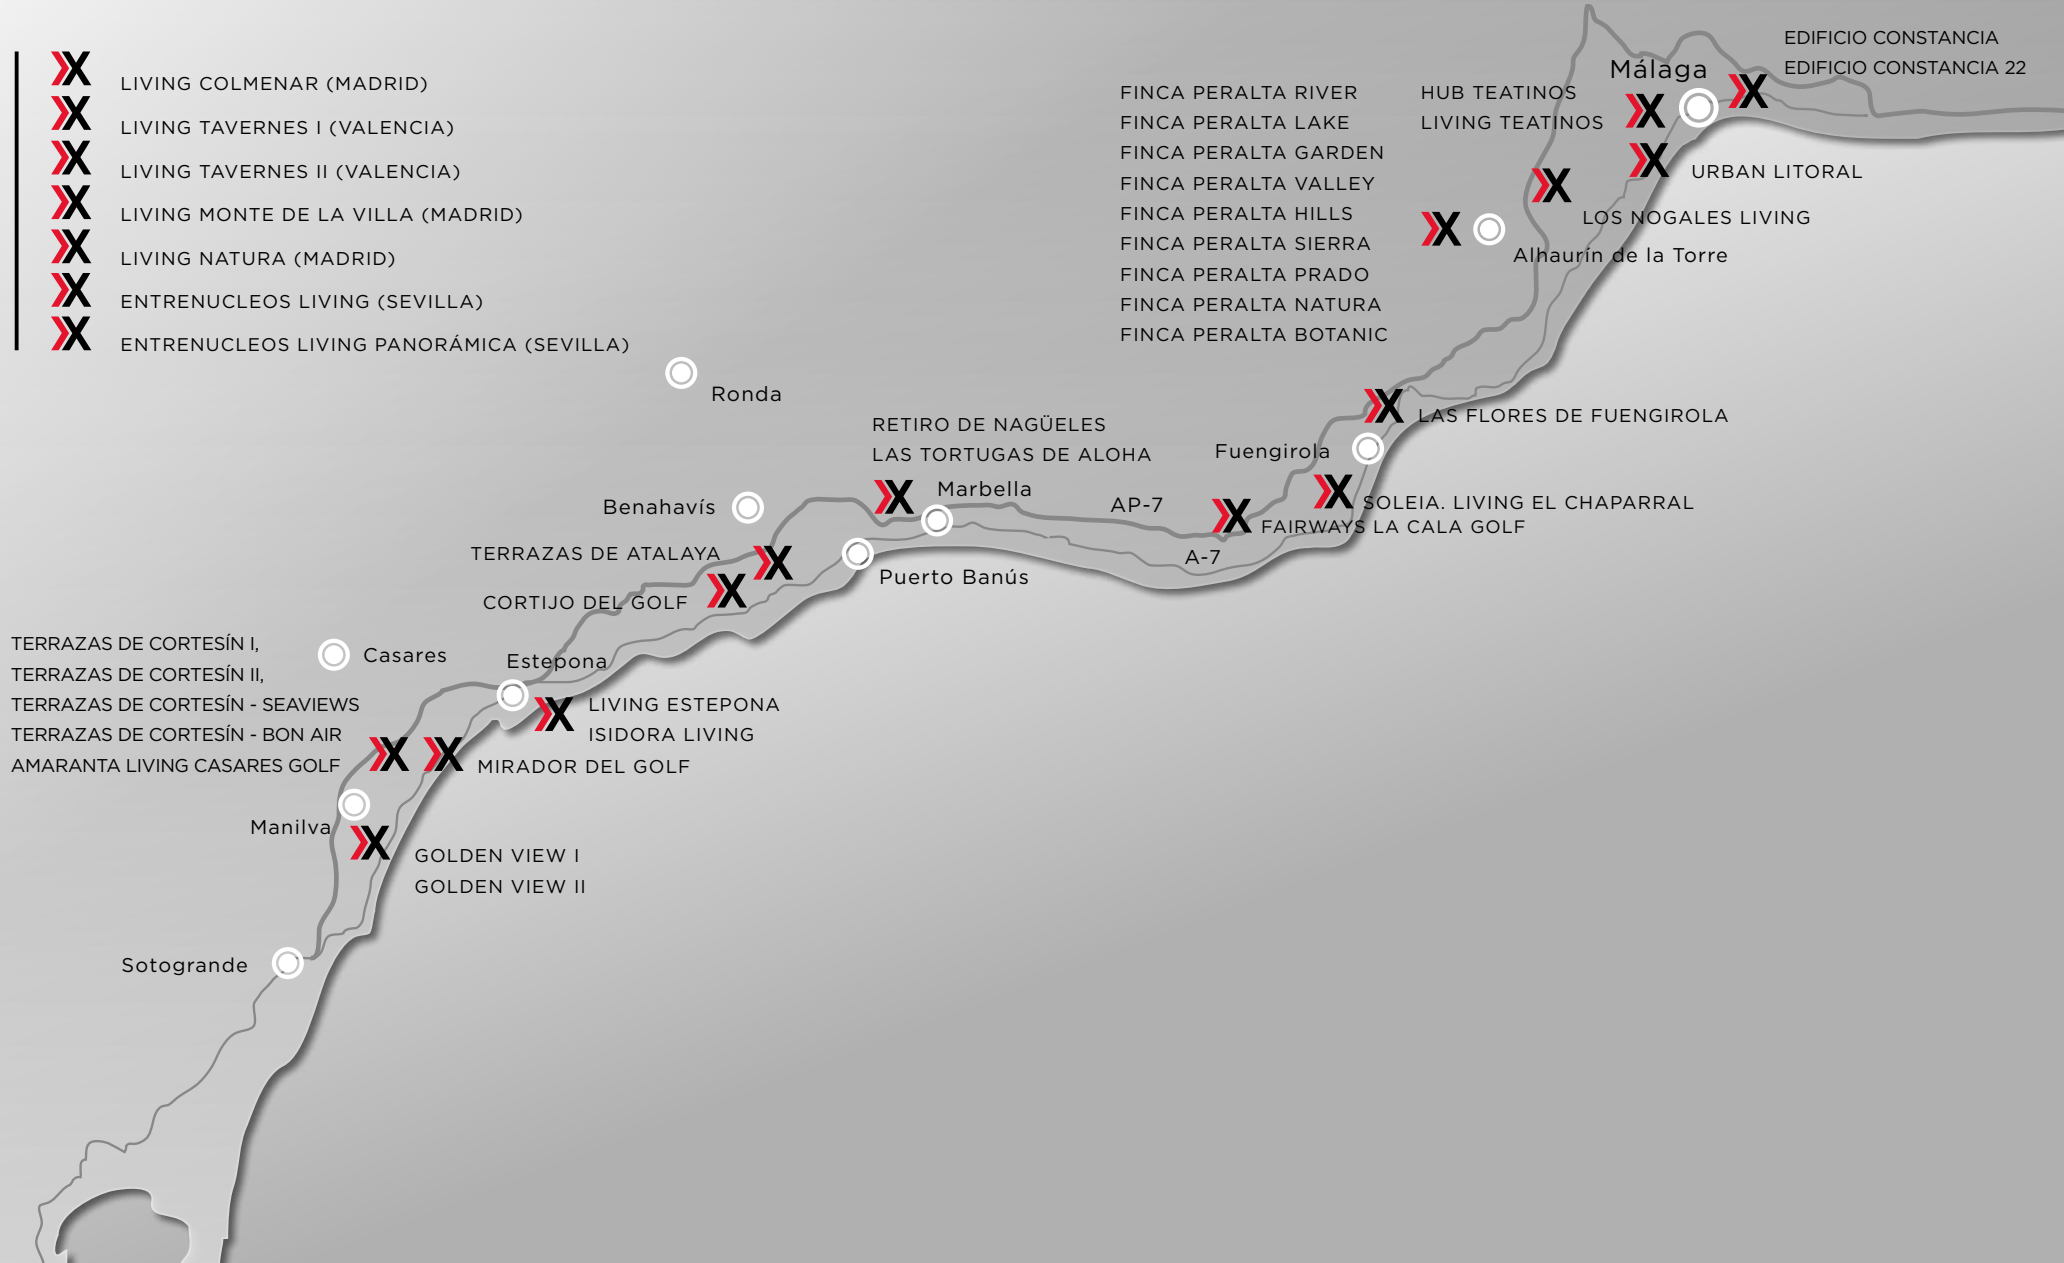 LIVING COLMENAR (MADRID)
LIVING TAVERNES I (VALENCIA)
LIVING TAVERNES II (VALENCIA)
LIVING MONTE DE LA VILLA (MADRID)
LIVING NATURA (MADRID)
ENTRENUCLEOS LIVING (SEVILLA)
ENTRENUCLEOS LIVING PANORÁMICA (SEVILLA)
EDIFICIO CONSTANCIA
EDIFICIO CONSTANCIA 22
Málaga
HUB TEATINOS
LIVING TEATINOS
FINCA PERALTA RIVER
FINCA PERALTA LAKE
FINCA PERALTA GARDEN
FINCA PERALTA VALLEY
FINCA PERALTA HILLS
FINCA PERALTA SIERRA
FINCA PERALTA PRADO
FINCA PERALTA NATURA
FINCA PERALTA BOTANIC
URBAN LITORAL
LOS NOGALES LIVING
Alhaurín de la Torre
Ronda
RETIRO DE NAGÜELES
LAS TORTUGAS DE ALOHA
Marbella
LAS FLORES DE FUENGIROLA
Fuengirola
SOLEIA. LIVING EL CHAPARRAL
FAIRWAYS LA CALA GOLF
AP-7
A-7
Benahavís
TERRAZAS DE ATALAYA
CORTIJO DEL GOLF
Puerto Banús
TERRAZAS DE CORTESÍN I,
TERRAZAS DE CORTESÍN II,
TERRAZAS DE CORTESÍN - SEAVIEWS
TERRAZAS DE CORTESÍN - BON AIR
AMARANTA LIVING CASARES GOLF
Casares
Estepona
LIVING ESTEPONA
ISIDORA LIVING
MIRADOR DEL GOLF
Manilva
GOLDEN VIEW I
GOLDEN VIEW II
Sotogrande